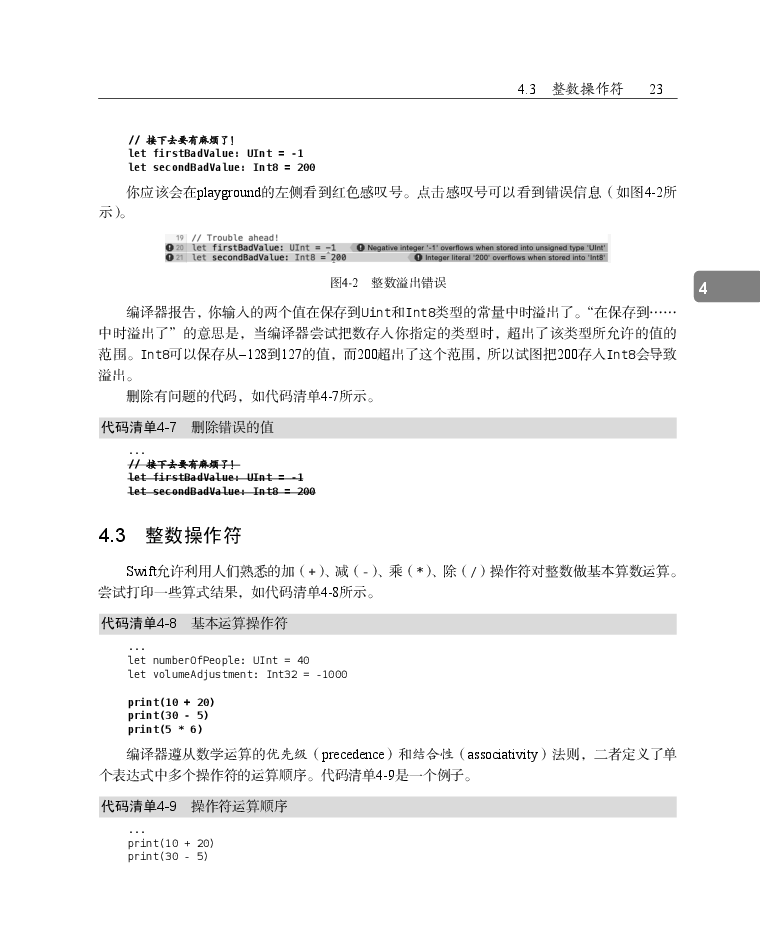 4.3 整数操作符 23
// 接下去要有麻烦了!
let firstBadValue: UInt = -1
let secondBadValue: Int8 = 200
你应该会在playground的左侧看到红色感叹号。点击感叹号可以看到错误信息（如图4-2所
示）。
19 // Trouble ahead!
20 let firstBadValue: UInt = -1 Negative integer '-1' overflows when stored into unsigned type 'UInt'
21 let secondBadValue: Int8 = 200 Integer literal '200' overflows when stored into 'Int8'
图4-2 整数溢出错误
4
编译器报告，你输入的两个值在保存到Uint和Int8类型的常量中时溢出了。“在保存到……
中时溢出了”的意思是，当编译器尝试把数存入你指定的类型时，超出了该类型所允许的值的
范围。Int8可以保存从–128到127的值，而200超出了这个范围，所以试图把200存入Int8会导致
溢出。
删除有问题的代码，如代码清单4-7所示。
代码清单4-7 删除错误的值
...
// 接下去要有麻烦了!
let firstBadValue: UInt = -1
let secondBadValue: Int8 = 200
4.3 整数操作符
Swift允许利用人们熟悉的加（+）、减（-）、乘（*）、除（/）操作符对整数做基本算数运算。
尝试打印一些算式结果，如代码清单4-8所示。
代码清单4-8 基本运算操作符
...
let numberOfPeople: UInt = 40
let volumeAdjustment: Int32 = -1000
print(10 + 20)
print(30 - 5)
print(5 * 6)
编译器遵从数学运算的优先级（precedence）和结合性（associativity）法则，二者定义了单
个表达式中多个操作符的运算顺序。代码清单4-9是一个例子。
代码清单4-9 操作符运算顺序
...
print(10 + 20)
print(30 - 5)